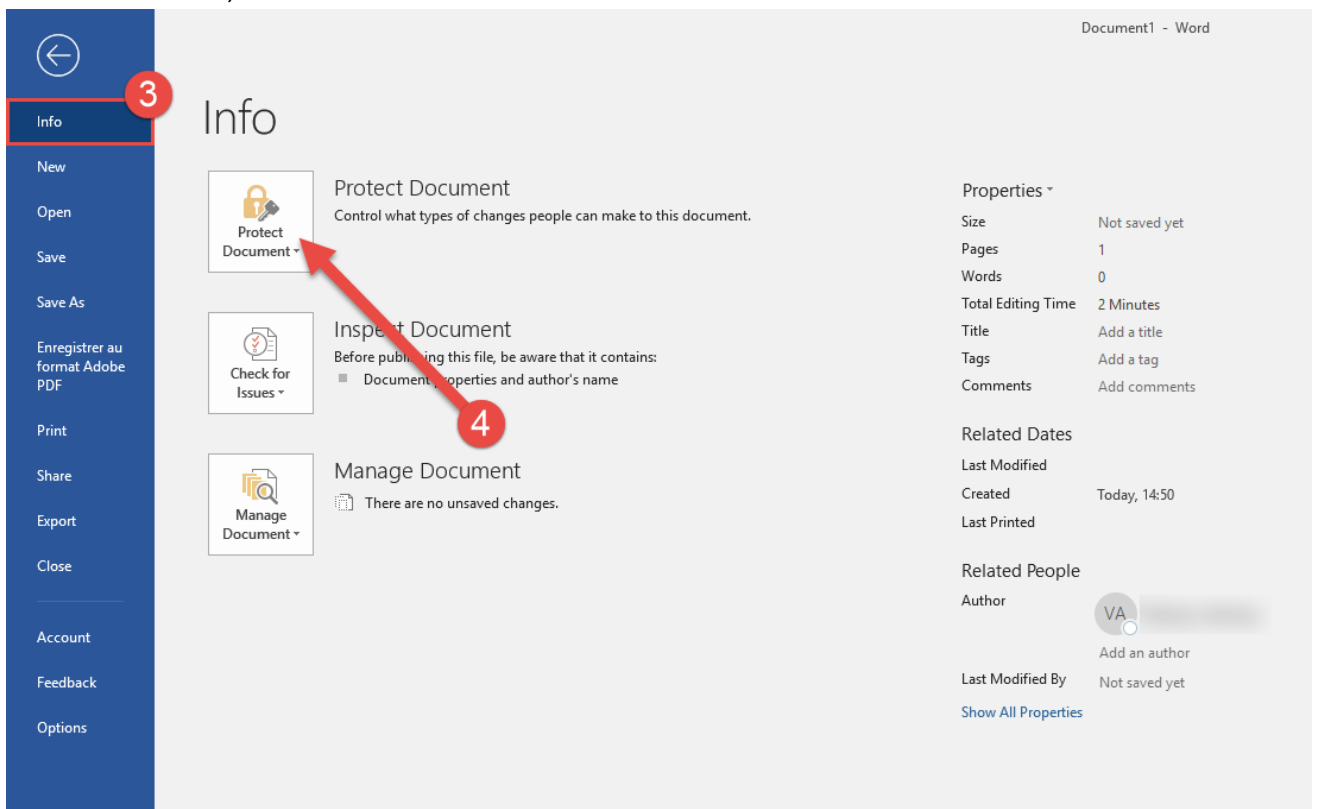 Document1 - Word
3
Info
New
Open
Save
Save As
Enregistrer au
format Adobe
PDF
Print
Share
Export
Close
Account
Feedback
Options
Info
Protect
Document
Protect Document
Control what types of changes people can make to this document.
Check for
Issues
Inspect Document
Before publishing this file, be aware that it contains:
Document properties and author's name
4
Manage
Document
Manage Document
There are no unsaved changes.
Properties
Size Not saved yet
Pages 1
Words 0
Total Editing Time 2 Minutes
Title Add a title
Tags Add a tag
Comments Add comments
Related Dates
Last Modified
Created Today, 14:50
Last Printed
Related People
Author VA
Add an author
Last Modified By Not saved yet
Show All Properties